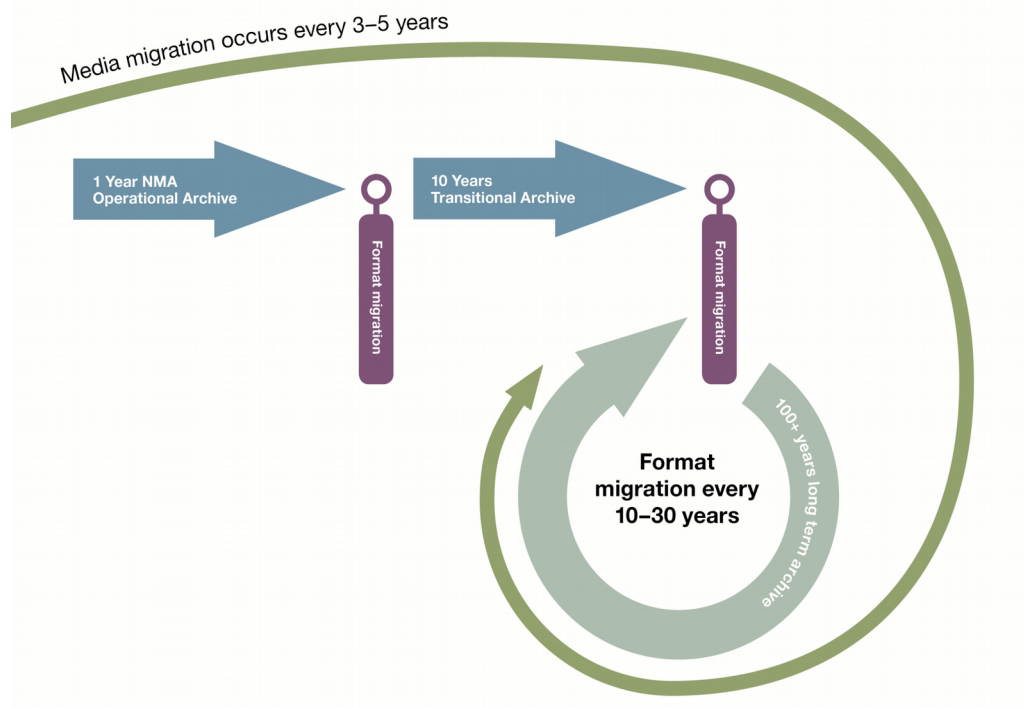 Media migration occurs every 3–5 years
1 Year NMA
Operational Archive
10 Years
Transitional Archive
Format migration
Format migration
100+ years long term archive
Format
migration every
10–30 years